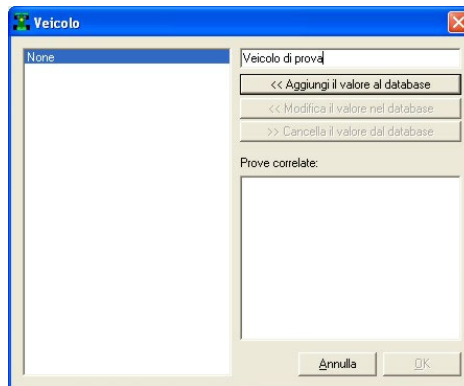 Veicolo
None
Veicolo di prova
<< Aggiungi il valore al database
<< Modifica il valore nel database
>> Cancella il valore dal database
Prove correlate:
Annulla
OK